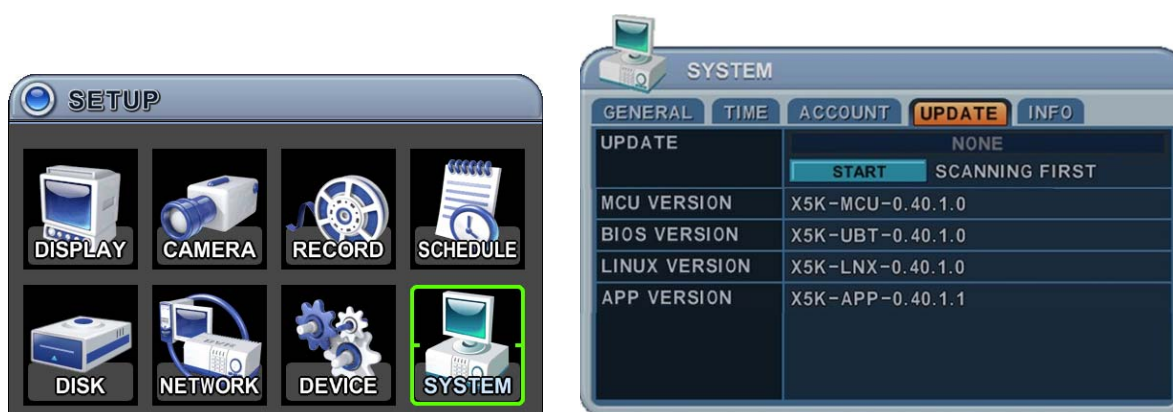 SETUP
DISPLAY CAMERA RECORD SCHEDULE
DISK NETWORK DEVICE SYSTEM
SYSTEM
GENERAL TIME ACCOUNT UPDATE INFO
UPDATE NONE
START SCANNING FIRST
MCU VERSION X5K-MCU-0.40.1.0
BIOS VERSION X5K-UBT-0.40.1.0
LINUX VERSION X5K-LNX-0.40.1.0
APP VERSION X5K-APP-0.40.1.1